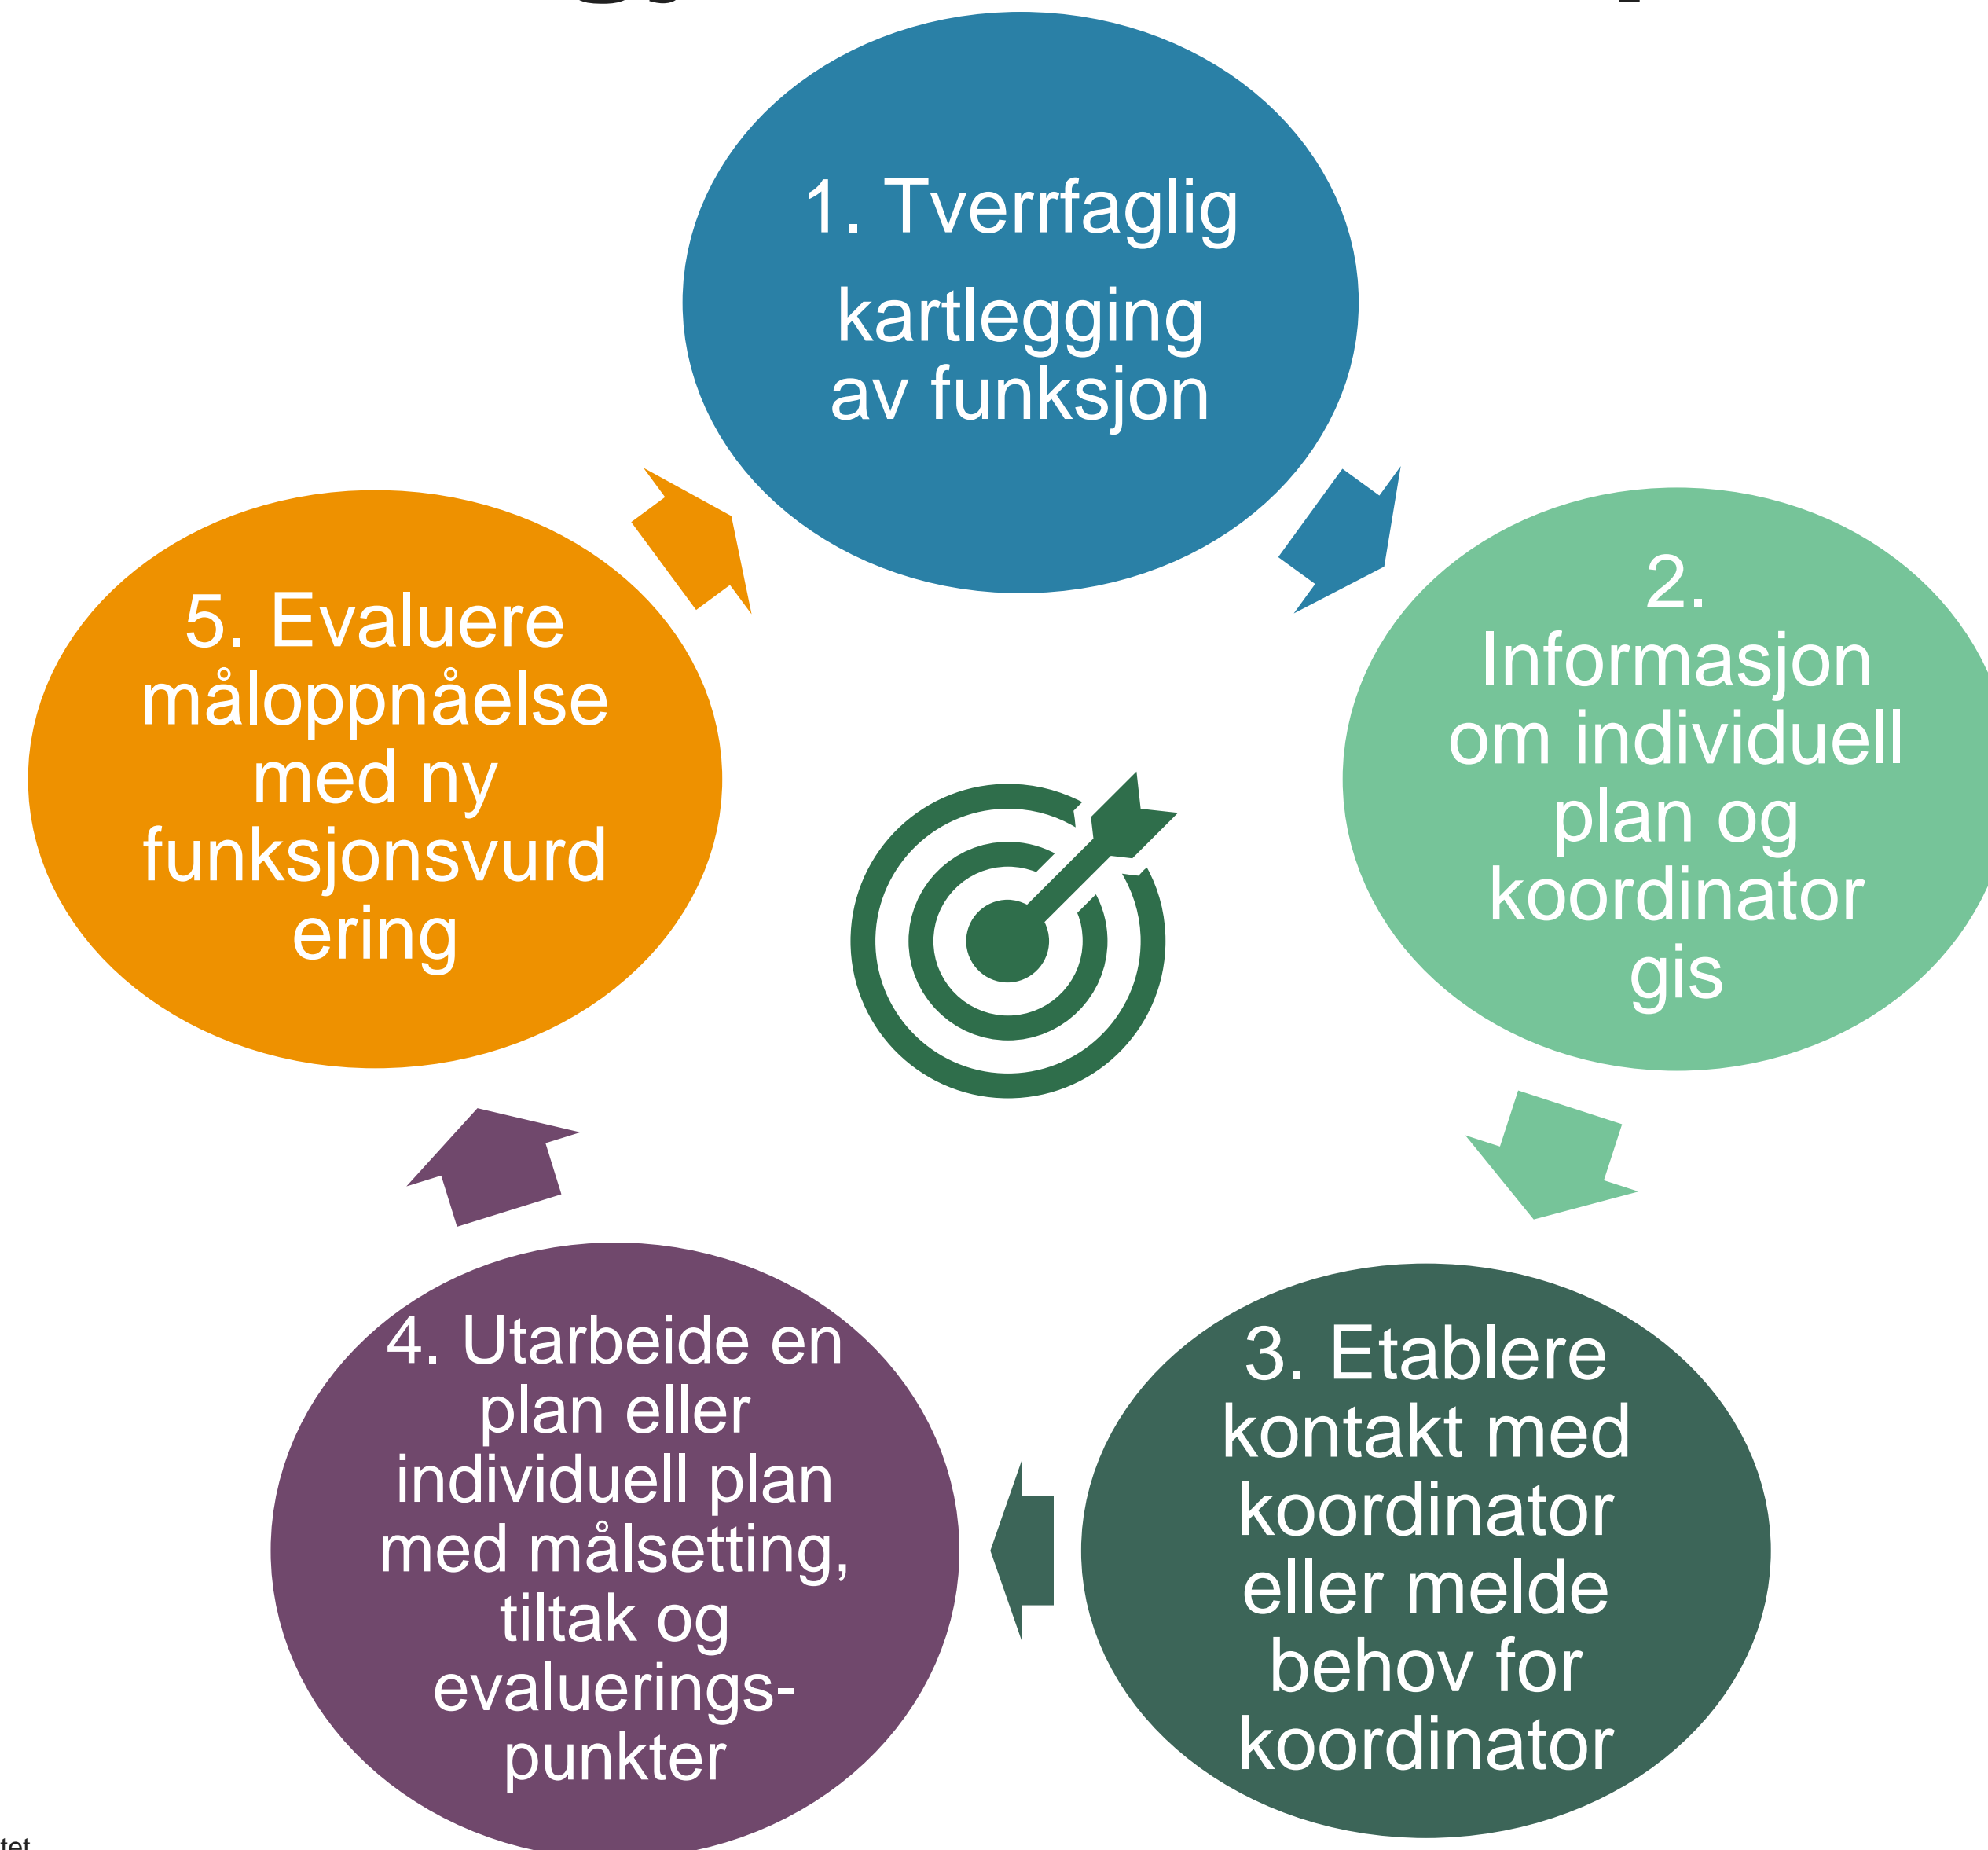 1. Tverrfaglig
kartlegging
av funksjon
2.
Informasjon
om individuell
plan og
koordinator
gis
3. Etablere
kontakt med
koordinator
eller melde
behov for
koordinator
4. Utarbeide en
plan eller
individuell plan
med målsetting,
tiltak og
evaluerings-
punkter
5. Evaluere
måloppnåelse
med ny
funksjonsvurd
ering
tet